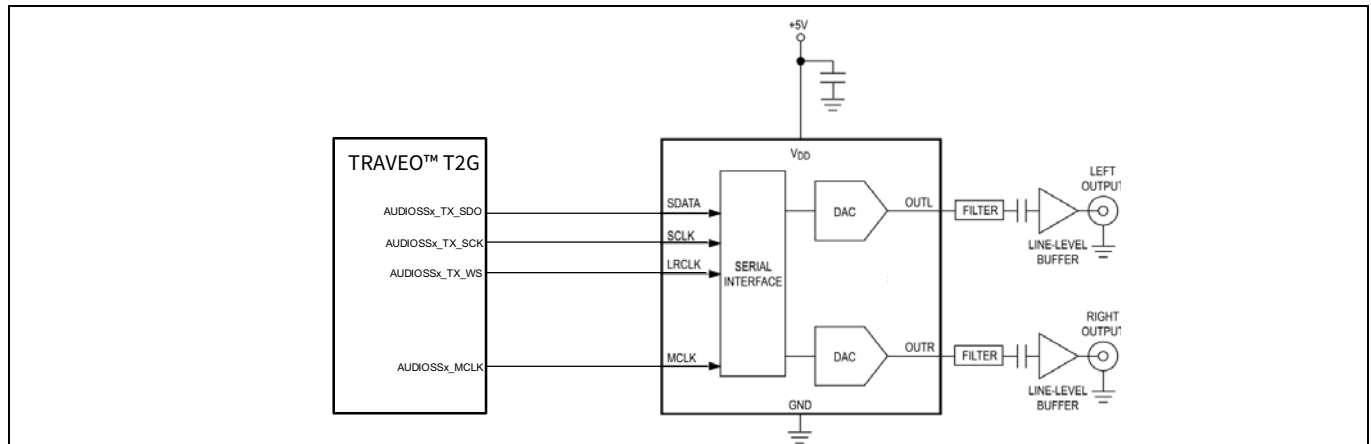 +5V
TRAVEO™ T2G
VDD
AUDIOSSx_TX_SDO
SDATA
AUDIOSSx_TX_SCK
SCLK
AUDIOSSx_TX_WS
LRCLK
AUDIOSSx_MCLK
MCLK
SERIAL
INTERFACE
DAC
OUTL
FILTER
LEFT
OUTPUT
LINE-LEVEL
BUFFER
DAC
OUTR
FILTER
RIGHT
OUTPUT
LINE-LEVEL
BUFFER
GND